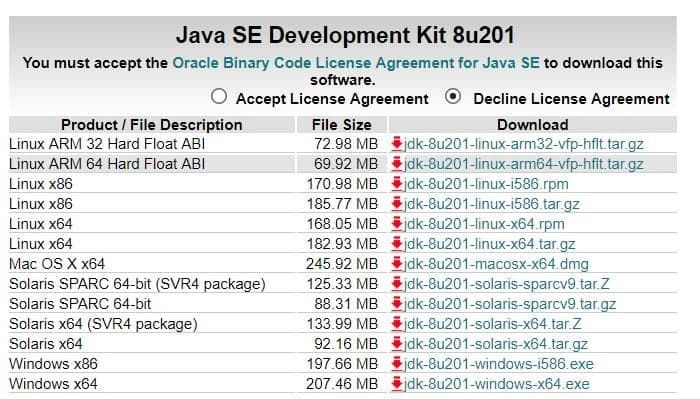 Java SE Development Kit 8u201
You must accept the Oracle Binary Code License Agreement for Java SE to download this
software.
Accept License Agreement Decline License Agreement
Product / File Description File Size Download
Linux ARM 32 Hard Float ABI 72.98 MB jdk-8u201-linux-arm32-vfp-hflt.tar.gz
Linux ARM 64 Hard Float ABI 69.92 MB jdk-8u201-linux-arm64-vfp-hflt.tar.gz
Linux x86 170.98 MB jdk-8u201-linux-i586.rpm
Linux x86 185.77 MB jdk-8u201-linux-i586.tar.gz
Linux x64 168.05 MB jdk-8u201-linux-x64.rpm
Linux x64 182.93 MB jdk-8u201-linux-x64.tar.gz
Mac OS X x64 245.92 MB jdk-8u201-macosx-x64.dmg
Solaris SPARC 64-bit (SVR4 package) 125.33 MB jdk-8u201-solaris-sparcv9.tar.Z
Solaris SPARC 64-bit 88.31 MB jdk-8u201-solaris-sparcv9.tar.gz
Solaris x64 (SVR4 package) 133.99 MB jdk-8u201-solaris-x64.tar.Z
Solaris x64 92.16 MB jdk-8u201-solaris-x64.tar.gz
Windows x86 197.66 MB jdk-8u201-windows-i586.exe
Windows x64 207.46 MB jdk-8u201-windows-x64.exe